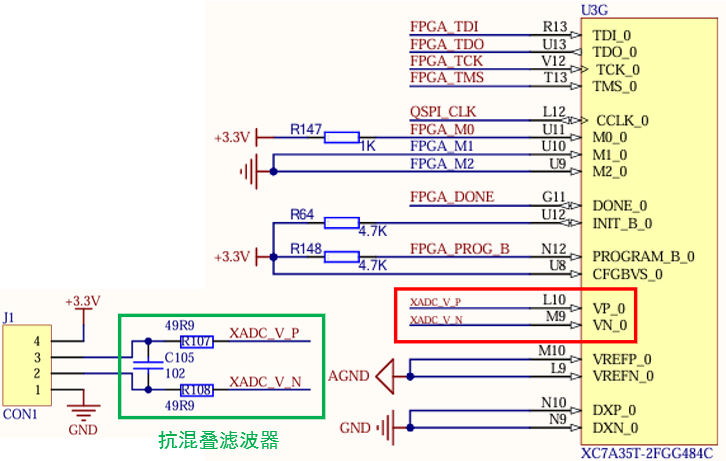 U3G
FPGA_TDI R13 TDI_0
FPGA_TDO U13 TDO_0
FPGA_TCK V12 TCK_0
FPGA_TMS T13 TMS_0
QSPI_CLK L12 CCLK_0
+3.3V R147 1K FPGA_M0 U11 M0_0
FPGA_M1 U10 M1_0
FPGA_M2 U9 M2_0
FPGA_DONE G11 DONE_0
R64 4.7K U12 INIT_B_0
+3.3V R148 4.7K FPGA_PROG_B N12 PROGRAM_B_0
U8 CFGBVS_0
XADC_V_P L10 VP_0
XADC_V_N M9 VN_0
M10 VREFP_0
AGND L9 VREFN_0
N10 DXP_0
GND N9 DXN_0
XC7A35T-2FGG484C
J1
+3.3V
4
3
2
1
CON1
GND
49R9
R107 XADC_V_P
C105
102
R108 XADC_V_N
49R9
抗混叠滤波器